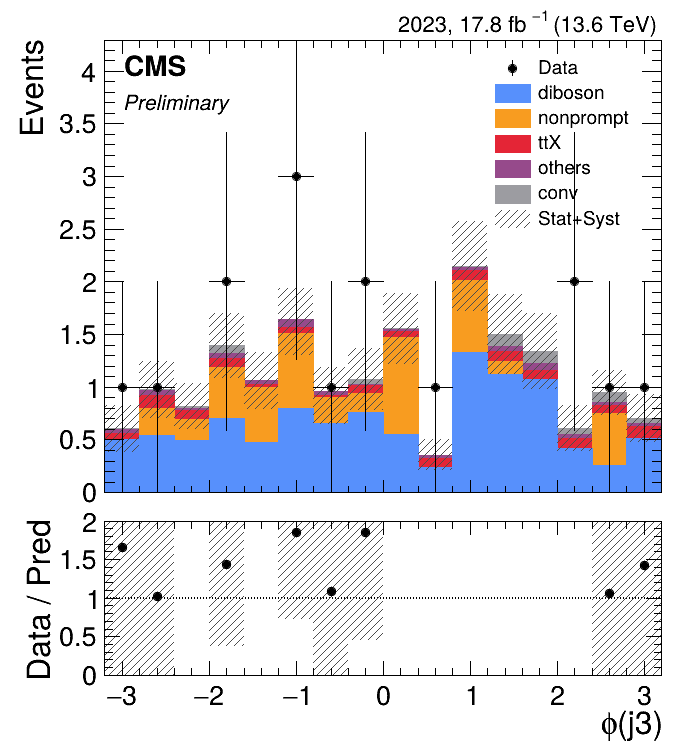 2023, 17.8 fb⁻¹ (13.6 TeV)
CMS
Preliminary
Events
Data
diboson
nonprompt
ttX
others
conv
Stat+Syst
4
3.5
3
2.5
2
1.5
1
0.5
0
Data / Pred
2
1.5
1
0.5
0
−3 −2 −1 0 1 2 3
ϕ(j3)